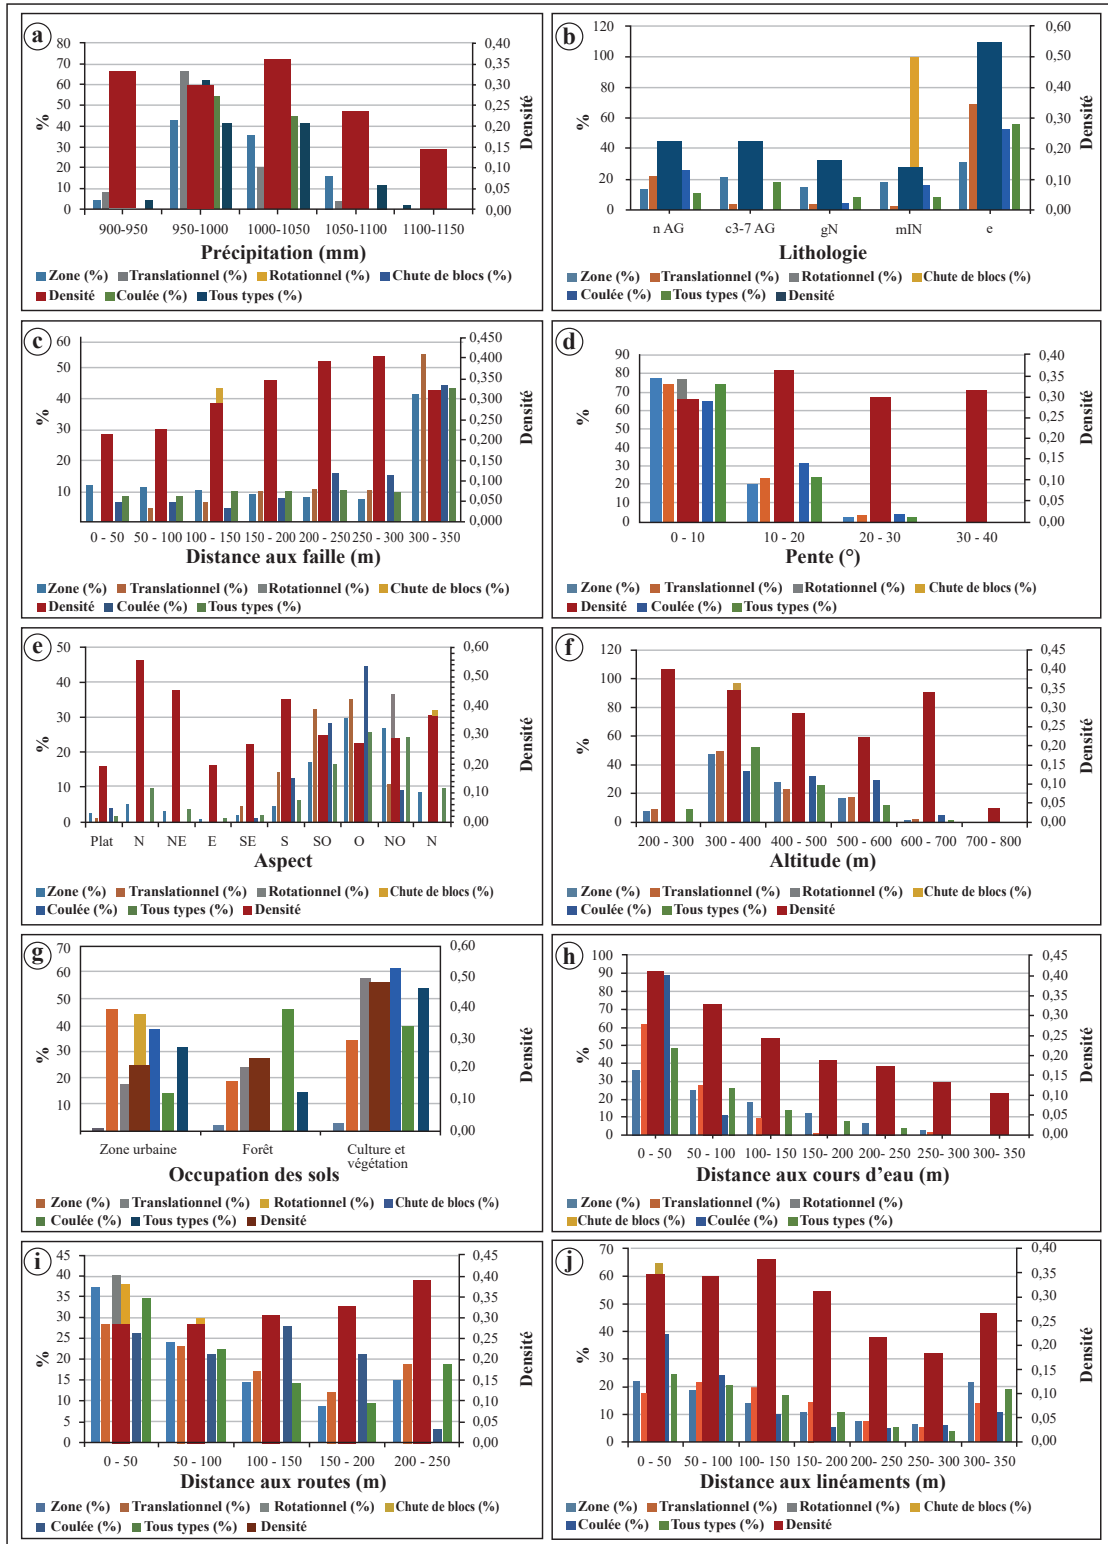 a
80
70
60
50
40
30
20
10
0
%
0,40
0,35
0,30
0,25
0,20
0,15
0,10
0,05
0,00
Densité
900-950 950-1000 1000-1050 1050-1100 1100-1150
Précipitation (mm)
Zone (%) Translationnel (%) Rotationnel (%) Chute de blocs (%)
Densité Coulée (%) Tous types (%)
b
120
100
80
60
40
20
0
%
0,60
0,50
0,40
0,30
0,20
0,10
0,00
Densité
n AG c3-7 AG gN mIN e
Lithologie
Zone (%) Translationnel (%) Rotationnel (%) Chute de blocs (%)
Coulée (%) Tous types (%) Densité
c
60
50
40
30
20
10
%
0,450
0,400
0,350
0,300
0,250
0,200
0,150
0,100
0,050
0,000
Densité
0 - 50 50 - 100 100 - 150 150 - 200 200 - 250 250 - 300 300 - 350
Distance aux faille (m)
Zone (%) Translationnel (%) Rotationnel (%) Chute de blocs (%)
Densité Coulée (%) Tous types (%)
d
90
80
70
60
50
40
30
20
10
0
%
0,40
0,35
0,30
0,25
0,20
0,15
0,10
0,05
0,00
Densité
0 - 10 10 - 20 20 - 30 30 - 40
Pente (°)
Zone (%) Translationnel (%) Rotationnel (%) Chute de blocs (%)
Densité Coulée (%) Tous types (%)
e
50
40
30
20
10
0
%
0,60
0,50
0,40
0,30
0,20
0,10
0,00
Densité
Plat N NE E SE S SO O NO N
Aspect
Zone (%) Translationnel (%) Rotationnel (%) Chute de blocs (%)
Coulée (%) Tous types (%) Densité
f
120
100
80
60
40
20
0
%
0,45
0,40
0,35
0,30
0,25
0,20
0,15
0,10
0,05
0,00
Densité
200 - 300 300 - 400 400 - 500 500 - 600 600 - 700 700 - 800
Altitude (m)
Zone (%) Translationnel (%) Rotationnel (%) Chute de blocs (%)
Coulée (%) Tous types (%) Densité
g
70
60
50
40
30
20
10
%
0,60
0,50
0,40
0,30
0,20
0,10
0,00
Densité
Zone urbaine Forêt Culture et
végétation
Occupation des sols
Zone (%) Translationnel (%) Rotationnel (%) Chute de blocs (%)
Coulée (%) Tous types (%) Densité
h
100
90
80
70
60
50
40
30
20
10
0
%
0,45
0,40
0,35
0,30
0,25
0,20
0,15
0,10
0,05
0,00
Densité
0 - 50 50 - 100 100- 150 150- 200 200- 250 250- 300 300- 350
Distance aux cours d’eau (m)
Zone (%) Translationnel (%) Rotationnel (%)
Chute de blocs (%) Coulée (%) Tous types (%)
i
45
40
35
30
25
20
15
10
5
0
%
0,45
0,40
0,35
0,30
0,25
0,20
0,15
0,10
0,05
0,00
Densité
0 - 50 50 - 100 100 - 150 150 - 200 200 - 250
Distance aux routes (m)
Zone (%) Translationnel (%) Rotationnel (%) Chute de blocs (%)
Coulée (%) Tous types (%) Densité
j
70
60
50
40
30
20
10
0
%
0,40
0,35
0,30
0,25
0,20
0,15
0,10
0,05
0,00
Densité
0 - 50 50 - 100 100- 150 150- 200 200- 250 250- 300 300- 350
Distance aux linéaments (m)
Zone (%) Translationnel (%) Rotationnel (%) Chute de blocs (%)
Coulée (%) Tous types (%) Densité